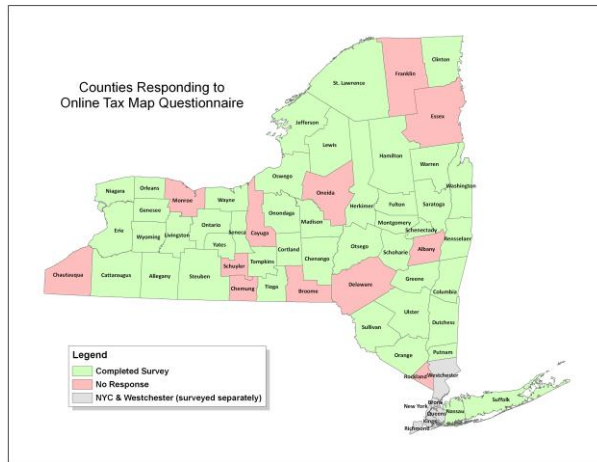 Counties Responding to
Online Tax Map Questionnaire
Clinton
Franklin
St. Lawrence
Essex
Jefferson
Lewis
Hamilton
Warren
Washington
Oswego
Oneida
Herkimer
Fulton
Saratoga
Niagara
Orleans
Monroe
Wayne
Genesee
Onondaga
Madison
Montgomery
Schenectady
Rensselaer
Erie
Wyoming
Livingston
Ontario
Seneca
Cayuga
Yates
Cortland
Chenango
Otsego
Schoharie
Albany
Schuyler
Tompkins
Chautauqua
Cattaraugus
Allegany
Steuben
Chemung
Tioga
Broome
Delaware
Greene
Columbia
Ulster
Dutchess
Sullivan
Orange
Putnam
Rockland
Westchester
Legend
Completed Survey
No Response
NYC & Westchester (surveyed separately)
New York
Bronx
Queens
Kings
Richmond
Nassau
Suffolk